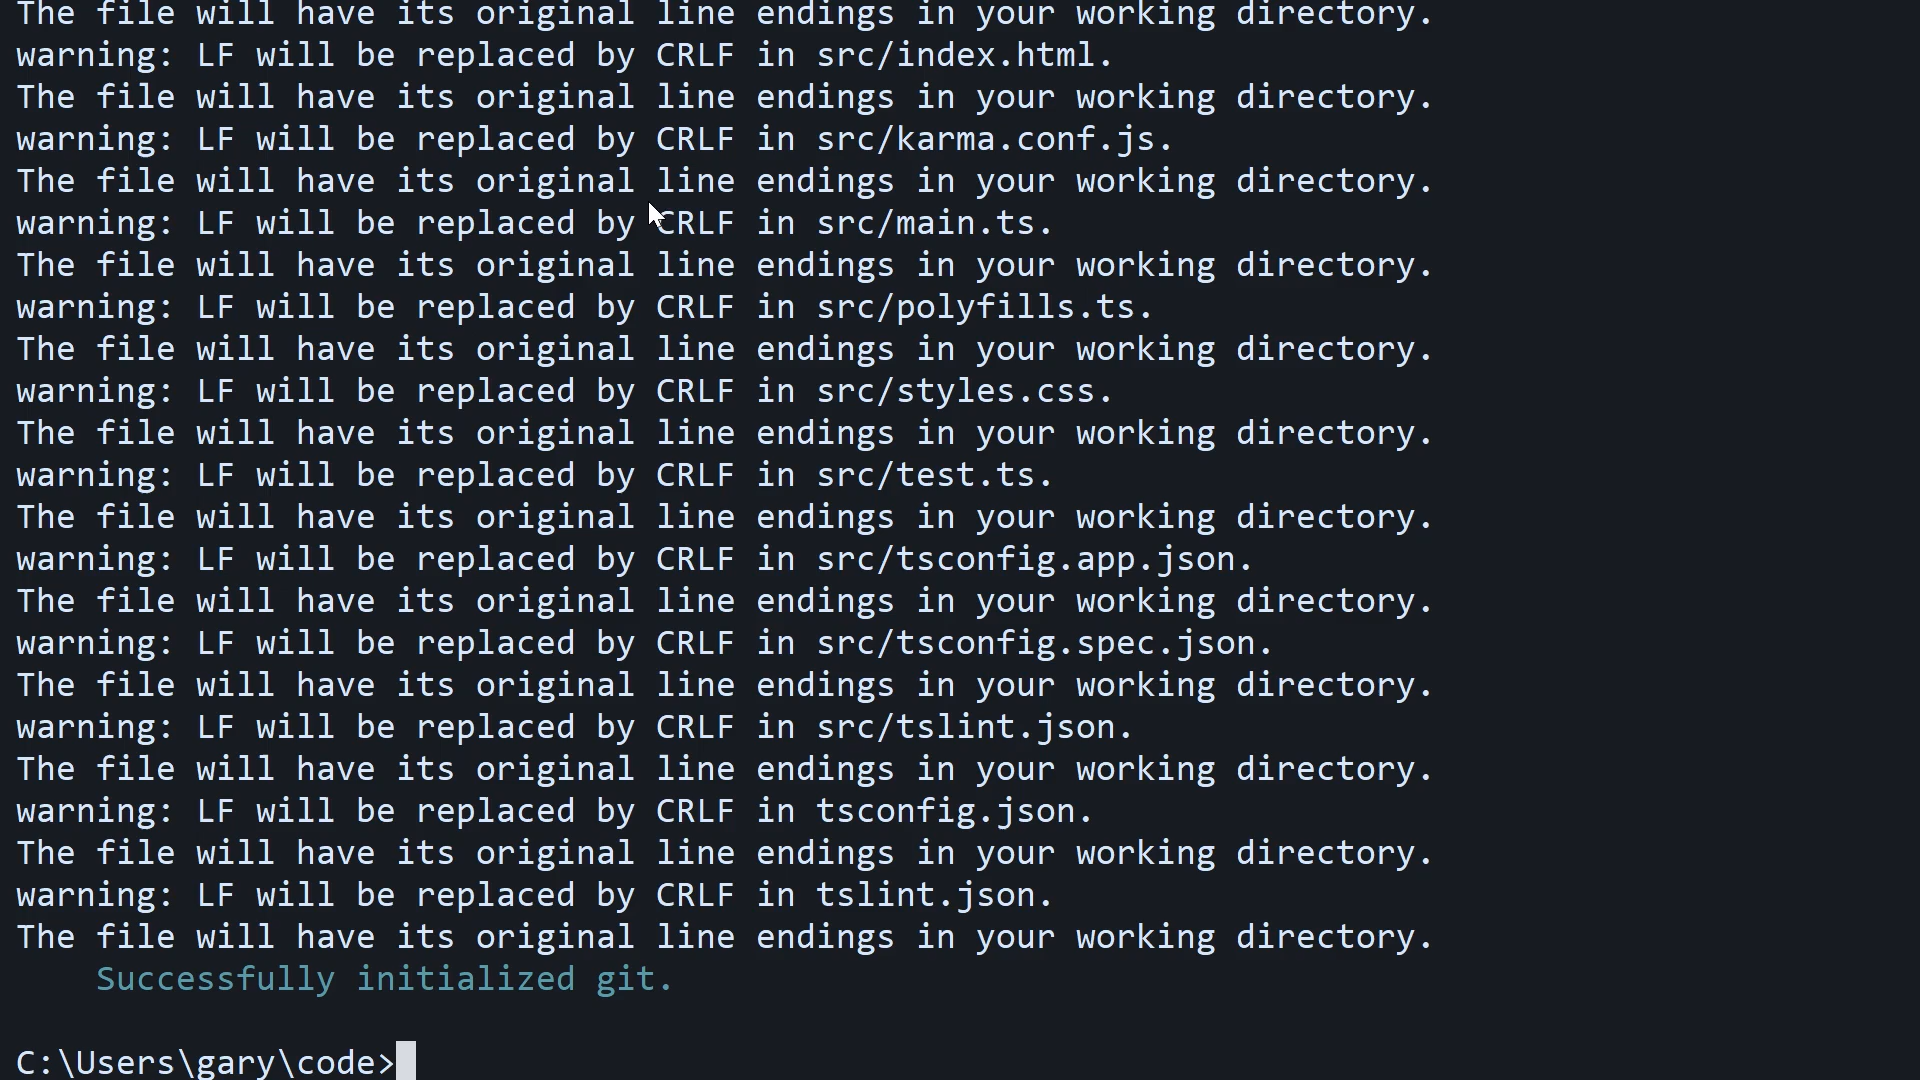 The file will have its original line endings in your working directory.
warning: LF will be replaced by CRLF in src/index.html.
The file will have its original line endings in your working directory.
warning: LF will be replaced by CRLF in src/karma.conf.js.
The file will have its original line endings in your working directory.
warning: LF will be replaced by CRLF in src/main.ts.
The file will have its original line endings in your working directory.
warning: LF will be replaced by CRLF in src/polyfills.ts.
The file will have its original line endings in your working directory.
warning: LF will be replaced by CRLF in src/styles.css.
The file will have its original line endings in your working directory.
warning: LF will be replaced by CRLF in src/test.ts.
The file will have its original line endings in your working directory.
warning: LF will be replaced by CRLF in src/tsconfig.app.json.
The file will have its original line endings in your working directory.
warning: LF will be replaced by CRLF in src/tsconfig.spec.json.
The file will have its original line endings in your working directory.
warning: LF will be replaced by CRLF in src/tslint.json.
The file will have its original line endings in your working directory.
warning: LF will be replaced by CRLF in tsconfig.json.
The file will have its original line endings in your working directory.
warning: LF will be replaced by CRLF in tslint.json.
The file will have its original line endings in your working directory.
Successfully initialized git.
C:\Users\gary\code>